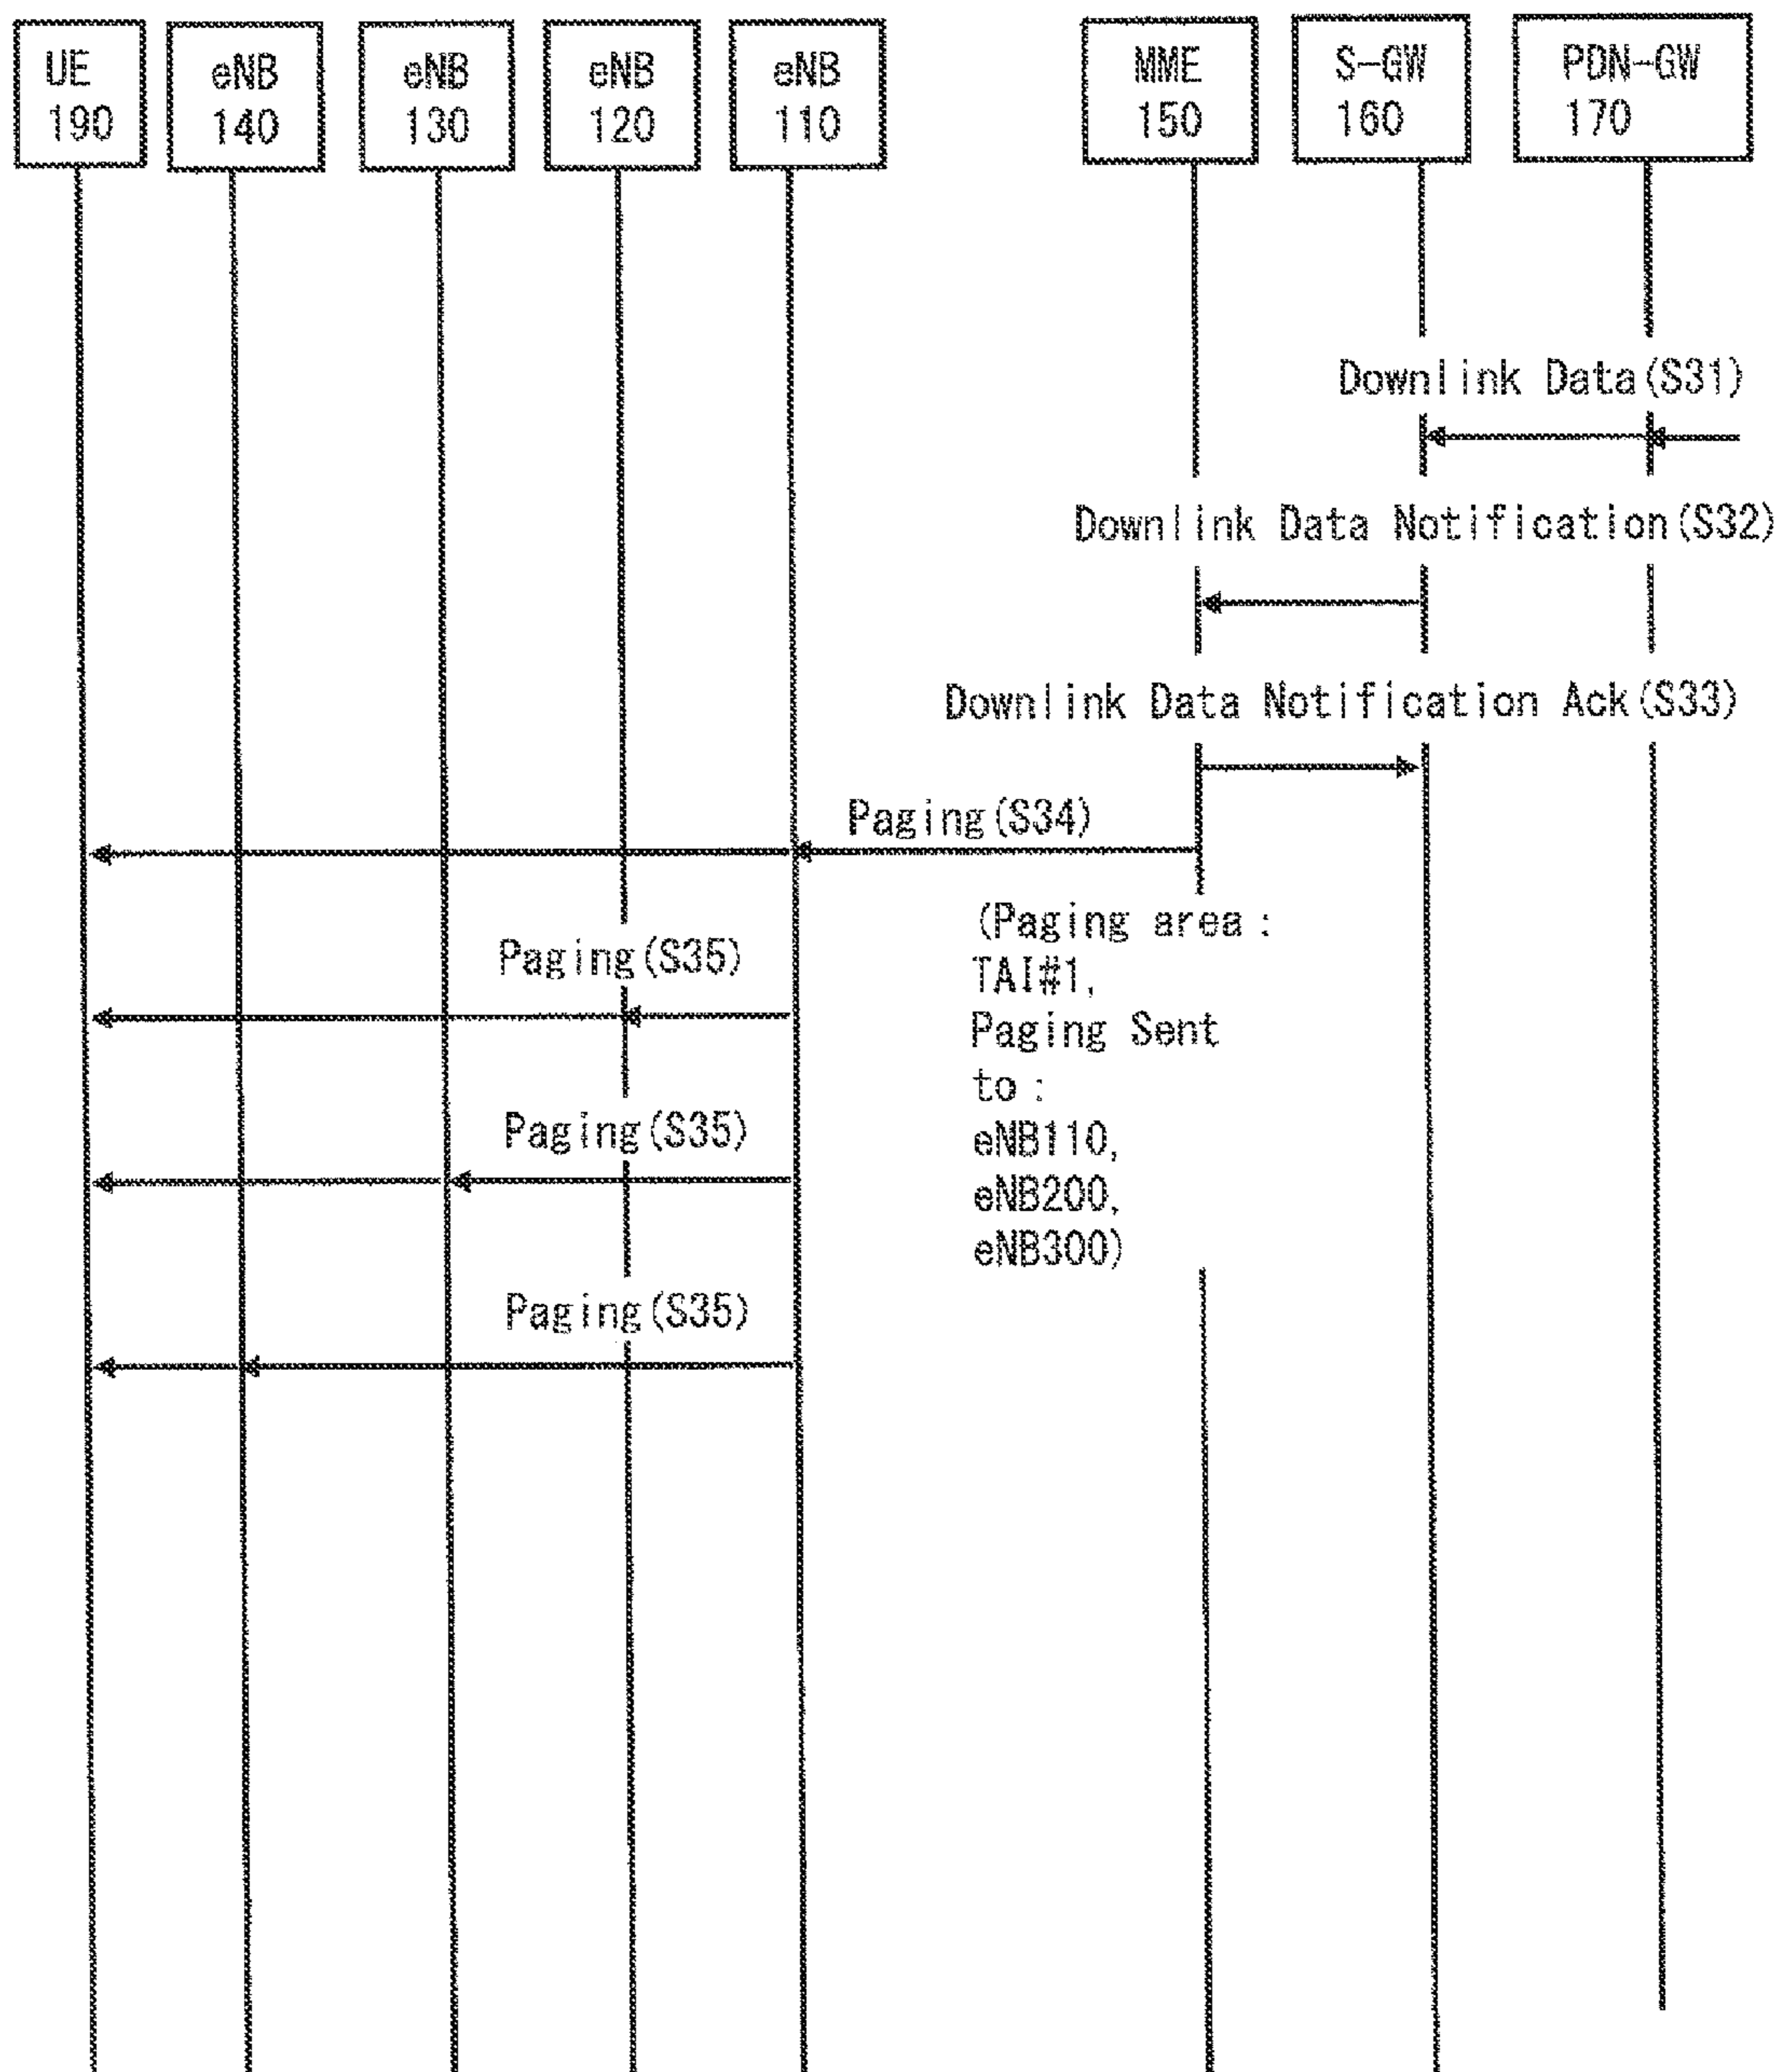 UE
190
eNB
140
eNB
130
eNB
120
eNB
110
MME
150
S-GW
160
PDN-GW
170
Downlink Data(S31)
Downlink Data Notification(S32)
Downlink Data Notification Ack(S33)
Paging(S34)
(Paging area:
TAI#1,
Paging Sent
to:
eNB110,
eNB200,
eNB300)
Paging(S35)
Paging(S35)
Paging(S35)